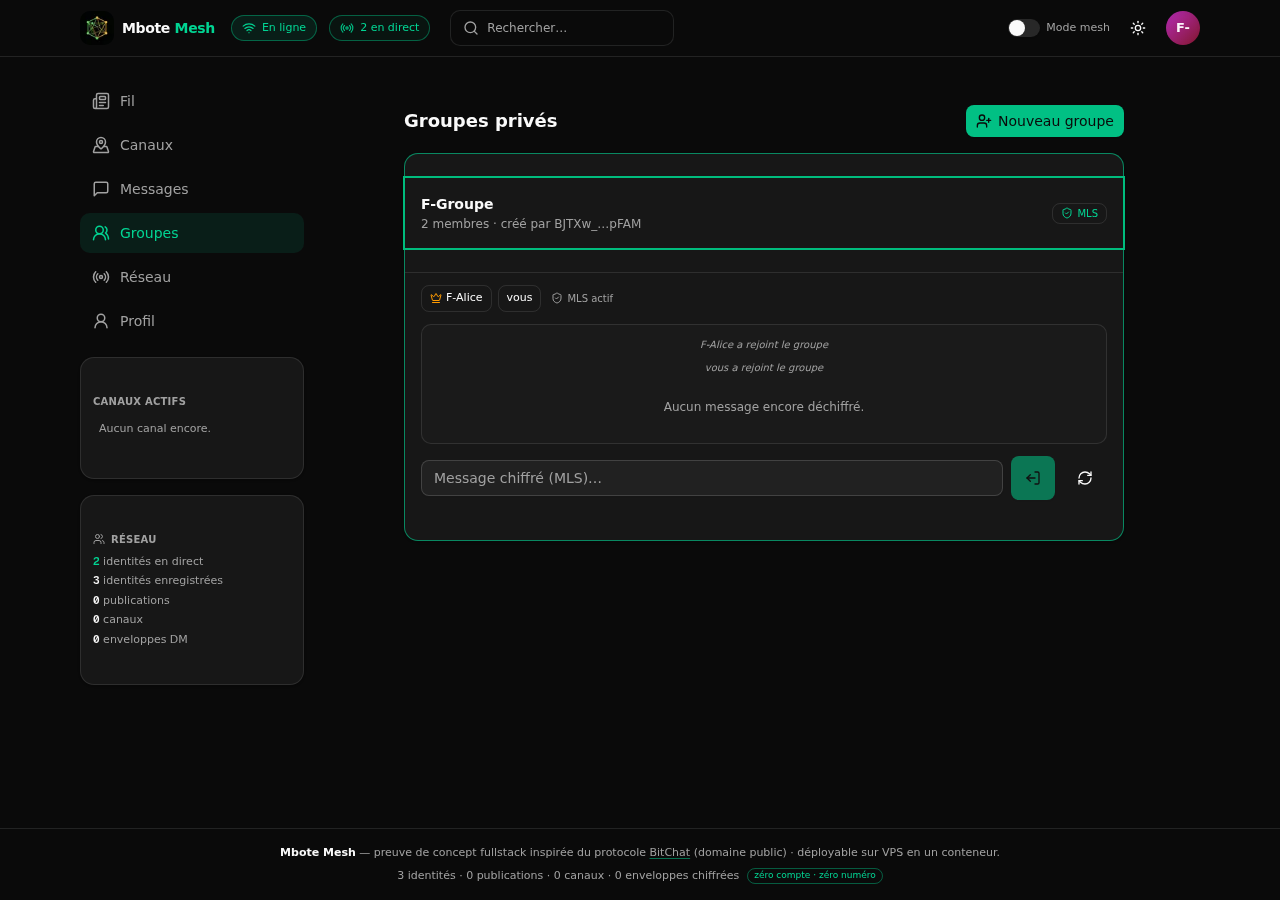 Mbote Mesh
En ligne
2 en direct
Rechercher…
Mode mesh
F-
Fil
Canaux
Messages
Groupes
Réseau
Profil
CANAUX ACTIFS
Aucun canal encore.
RÉSEAU
2 identités en direct
3 identités enregistrées
0 publications
0 canaux
0 enveloppes DM
Groupes privés
Nouveau groupe
F-Groupe
2 membres · créé par BJTXw_…pFAM
MLS
F-Alice
vous
MLS actif
F-Alice a rejoint le groupe
vous a rejoint le groupe
Aucun message encore déchiffré.
Message chiffré (MLS)…
Mbote Mesh — preuve de concept fullstack inspirée du protocole BitChat (domaine public) · déployable sur VPS en un conteneur.
3 identités · 0 publications · 0 canaux · 0 enveloppes chiffrées
zéro compte · zéro numéro